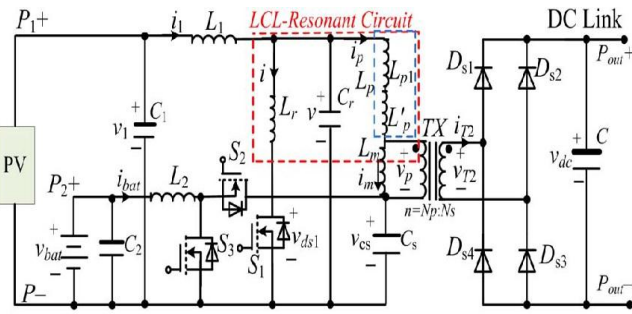 LCL-Resonant Circuit
DC Link
P1+
i1
L1
ip
Lp1
Lp
L'p
i
Lr
Cr
v
+
−
Ds1
Ds2
Pout+
C1
v1
+
−
PV
S2
TX
iT2
Lm
im
vp
+
−
vT2
+
−
n=Np:Ns
C
vdc
+
−
P2+
ibat
L2
vbat
+
−
C2
S3
S1
vds1
+
−
vcs
Cs
+
−
Ds4
Ds3
P−
Pout−